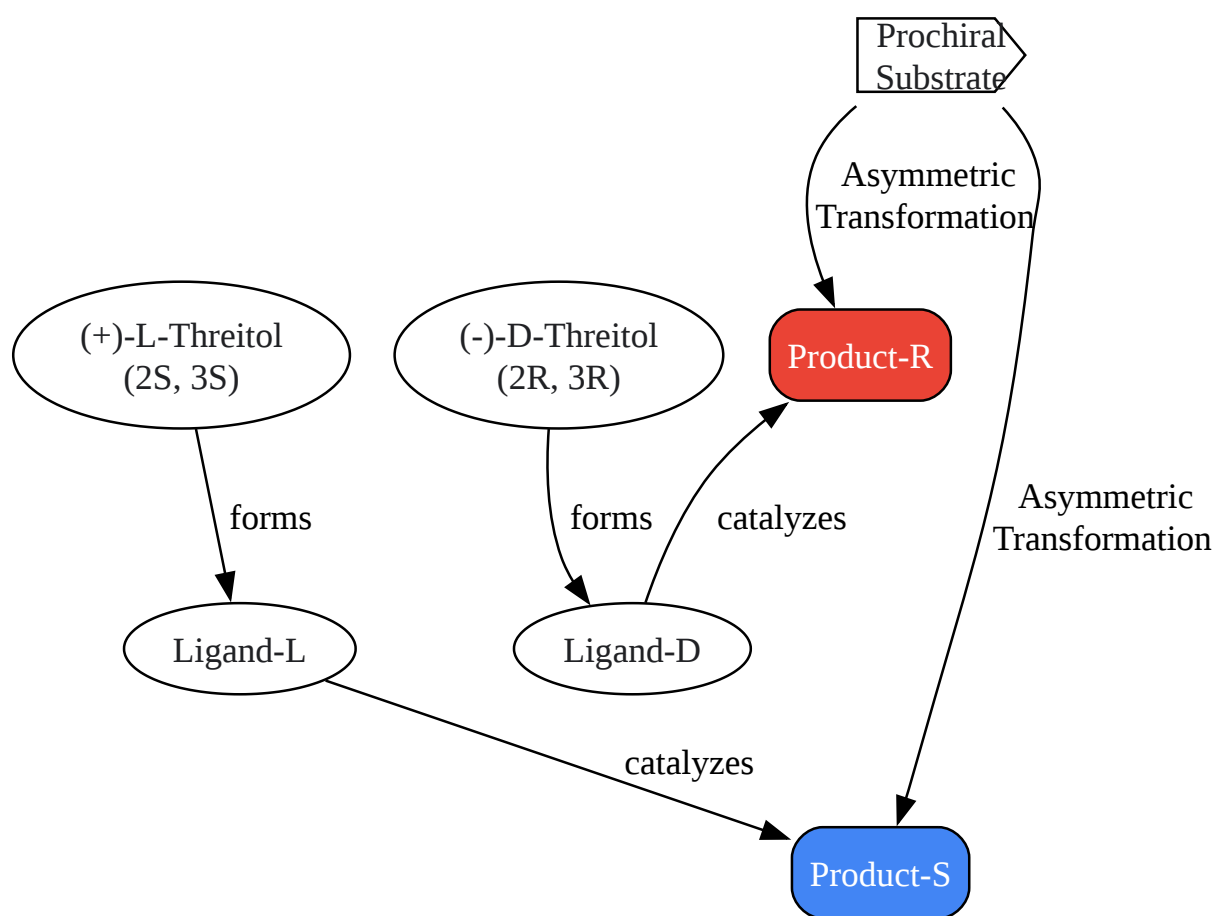 Prochiral
Substrate
Asymmetric
Transformation
(+)-L-Threitol
(2S, 3S)
(-)-D-Threitol
(2R, 3R)
Product-R
forms
forms
catalyzes
Asymmetric
Transformation
Ligand-L
Ligand-D
catalyzes
Product-S